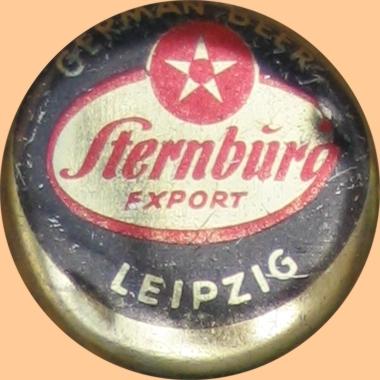 GERMAN BEER
Sternburg
EXPORT
LEIPZIG